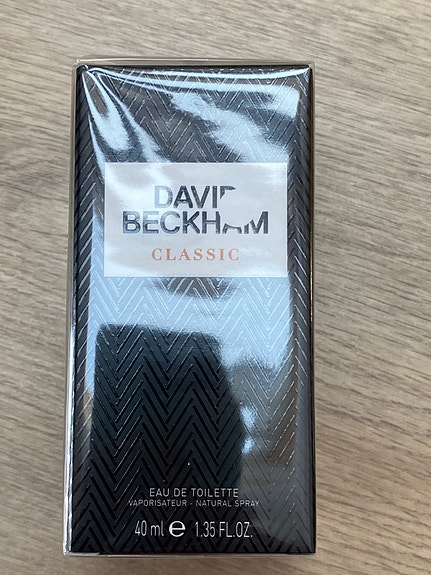 DAVID
BECKHAM
CLASSIC
EAU DE TOILETTE
VAPORISATEUR - NATURAL SPRAY
40 ml e 1.35 FL.OZ.